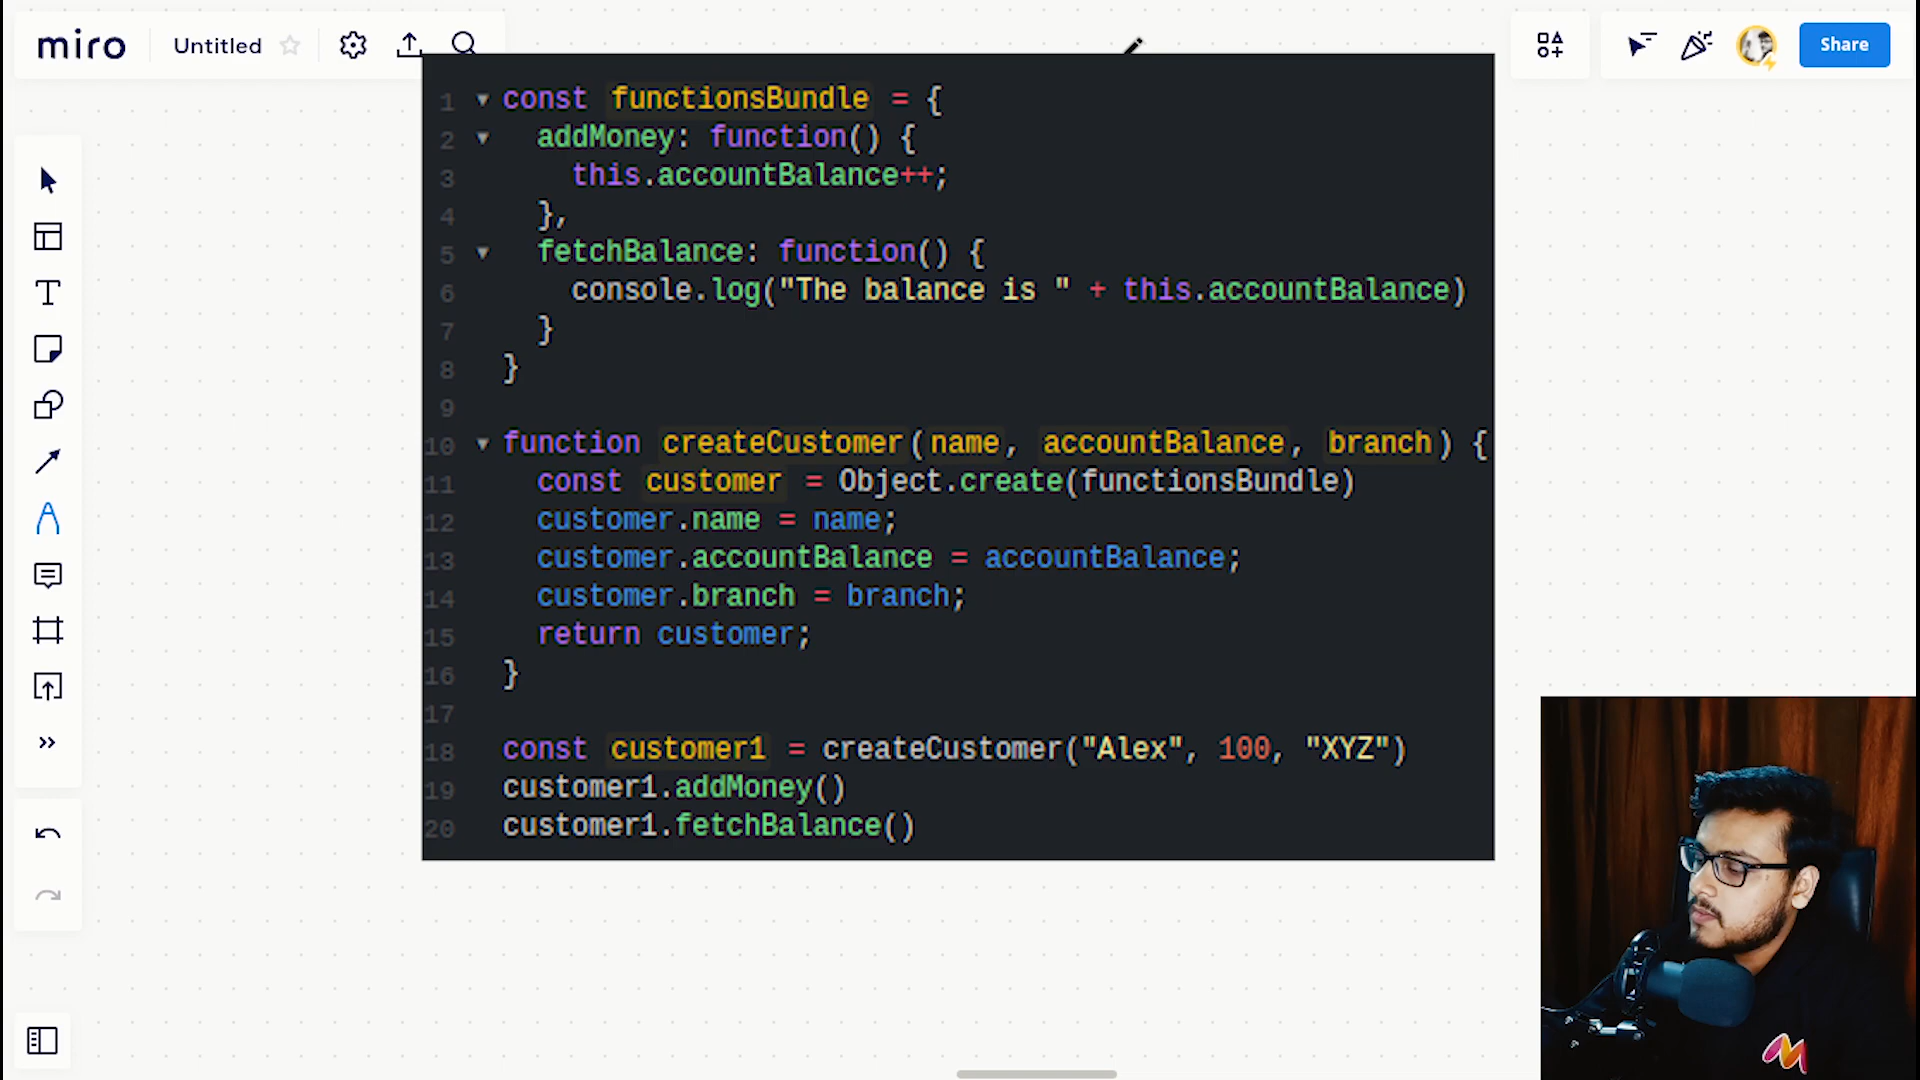 miro Untitled Share
1 const functionsBundle = {
2 addMoney: function() {
3 this.accountBalance++;
4 },
5 fetchBalance: function() {
6 console.log("The balance is " + this.accountBalance)
7 }
8 }
9
10 function createCustomer(name, accountBalance, branch) {
11 const customer = Object.create(functionsBundle)
12 customer.name = name;
13 customer.accountBalance = accountBalance;
14 customer.branch = branch;
15 return customer;
16 }
17
18 const customer1 = createCustomer("Alex", 100, "XYZ")
19 customer1.addMoney()
20 customer1.fetchBalance()